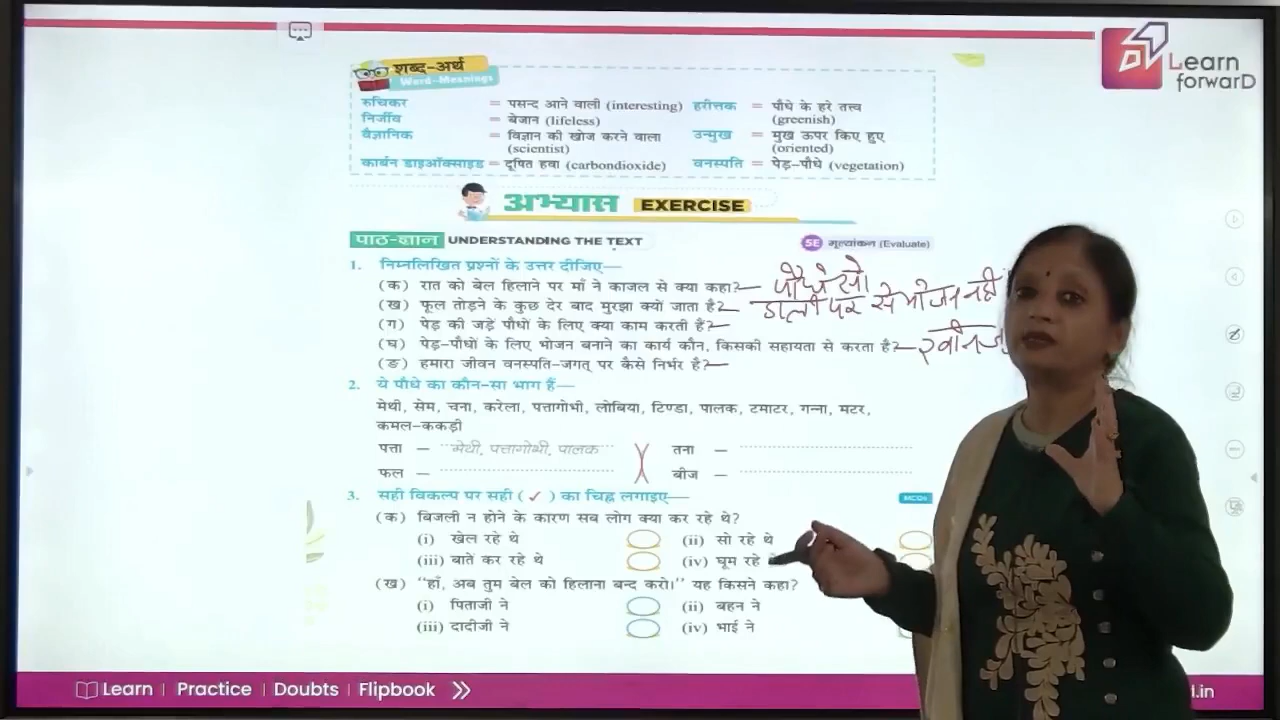 Learn
forwarD
शब्द-अर्थ
Word-Meanings
रुचिकर = पसन्द आने वाली (interesting) हरीत्तक = पौधे के हरे तत्त्व
निर्जीव = बेजान (lifeless) (greenish)
वैज्ञानिक = विज्ञान की खोज करने वाला उन्मुख = मुख ऊपर किए हुए
(scientist) (oriented)
कार्बन डाइऑक्साइड = दूषित हवा (carbondioxide) वनस्पति = पेड़-पौधे (vegetation)
अभ्यास EXERCISE
पाठ-ज्ञान UNDERSTANDING THE TEXT 5E मूल्यांकन (Evaluate)
1. निम्नलिखित प्रश्नों के उत्तर दीजिए—
(क) रात को बेल हिलाने पर माँ ने काजल से क्या कहा? पौधे सो
(ख) फूल तोड़ने के कुछ देर बाद मुरझा क्यों जाता है? डाली पर से भोजन नहीं
(ग) पेड़ की जड़ें पौधों के लिए क्या काम करती हैं?
(घ) पेड़-पौधों के लिए भोजन बनाने का कार्य कौन, किसकी सहायता से करता है?
(ङ) हमारा जीवन वनस्पति-जगत् पर कैसे निर्भर है?
2. ये पौधे का कौन-सा भाग हैं—
मेथी, सेम, चना, करेला, पत्तागोभी, लोबिया, टिण्डा, पालक, टमाटर, गन्ना, मटर,
कमल-ककड़ी
पत्ता — मेथी, पत्तागोभी, पालक तना —
फल — बीज —
3. सही विकल्प पर सही (✓) का चिह्न लगाइए— MCQs
(क) बिजली न होने के कारण सब लोग क्या कर रहे थे?
(i) खेल रहे थे (ii) सो रहे थे
(iii) बातें कर रहे थे (iv) घूम रहे
(ख) "हाँ, अब तुम बेल को हिलाना बन्द करो।" यह किसने कहा?
(i) पिताजी ने (ii) बहन ने
(iii) दादीजी ने (iv) भाई ने
Learn | Practice | Doubts | Flipbook